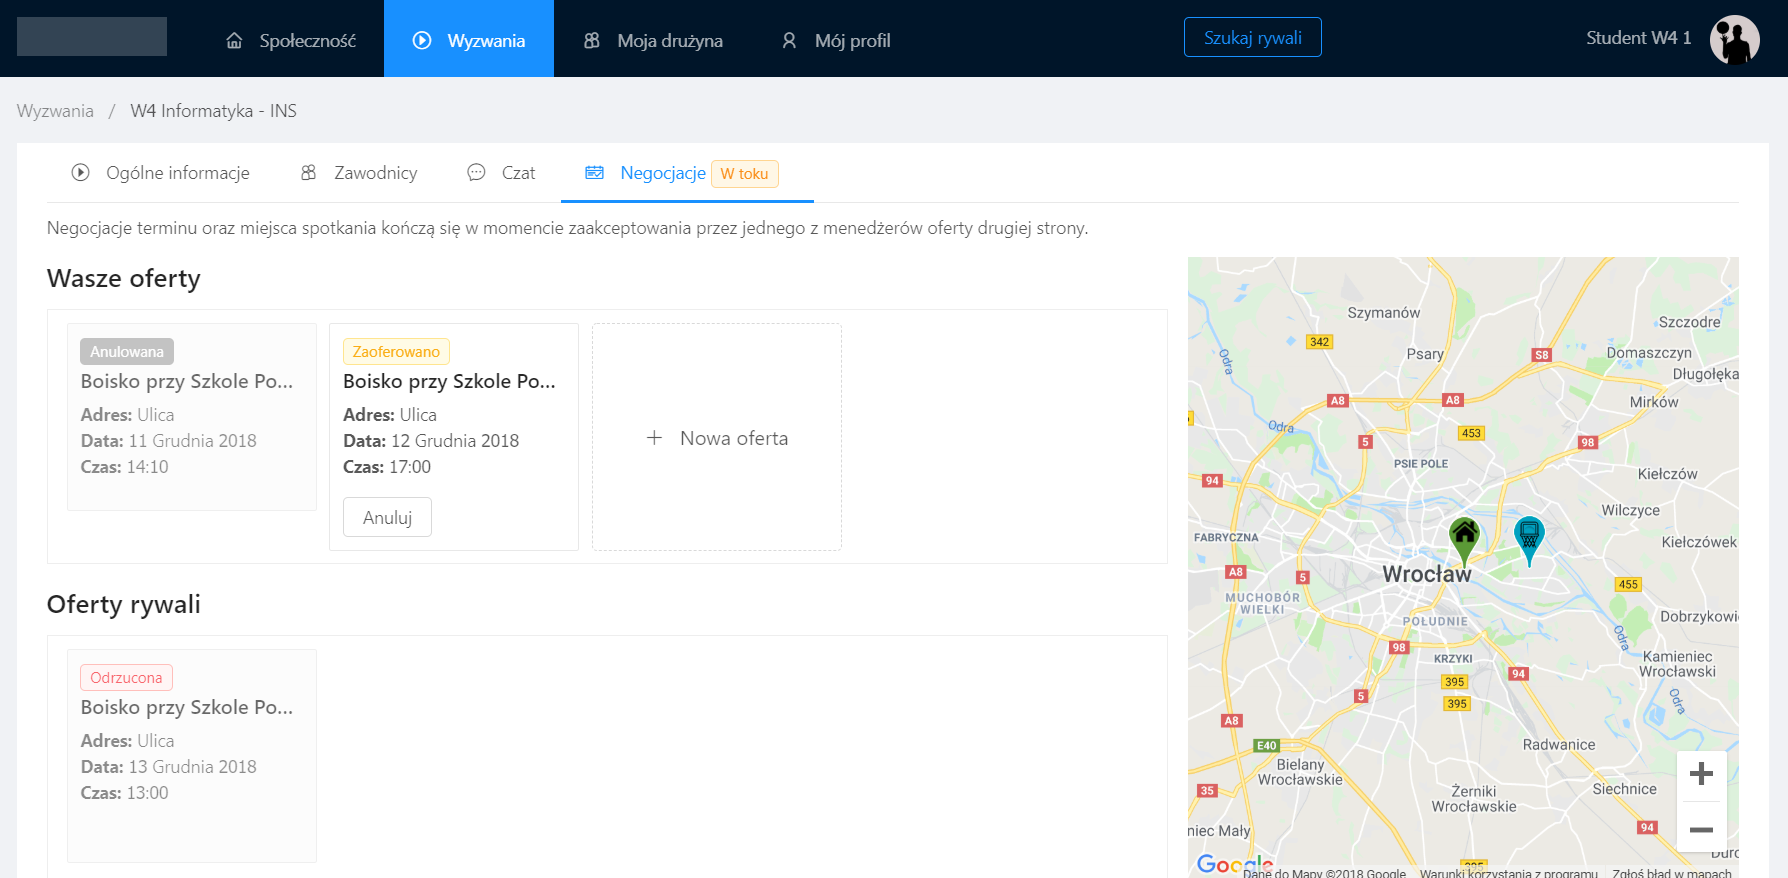 Społeczność
Wyzwania
Moja drużyna
Mój profil
Szukaj rywali
Student W4 1
Wyzwania / W4 Informatyka - INS
Ogólne informacje
Zawodnicy
Czat
Negocjacje W toku
Negocjacje terminu oraz miejsca spotkania kończą się w momencie zaakceptowania przez jednego z menedżerów oferty drugiej strony.
Wasze oferty
Anulowana
Boisko przy Szkole Po...
Adres: Ulica
Data: 11 Grudnia 2018
Czas: 14:10
Zaoferowano
Boisko przy Szkole Po...
Adres: Ulica
Data: 12 Grudnia 2018
Czas: 17:00
Anuluj
+ Nowa oferta
Oferty rywali
Odrzucona
Boisko przy Szkole Po...
Adres: Ulica
Data: 13 Grudnia 2018
Czas: 13:00
Szymanów
Szczodre
342
Odra
Psary
S8
Domaszczyn
Długołęka
A8
A8
Mirków
Odra
5
453
98
PSIE POLE
94
Kiełczów
Wilczyce
FABRYCZNA
Kiełczówek
Wrocław
A8
5
455
MUCHOBÓR
WIELKI
POŁUDNIE
Dobrzykowi
Odra
98
KRZYKI
94
Kamieniec
Wrocławski
395
5
395
Odra
A8
E40
Radwanice
Bielany
Wrocławskie
35
Żerniki
Wrocławskie
Siechnice
niec Mały
94
395
Google
Dane do Mapy ©2018 Google
Warunki korzystania z programu
Zgłoś błąd w mapach